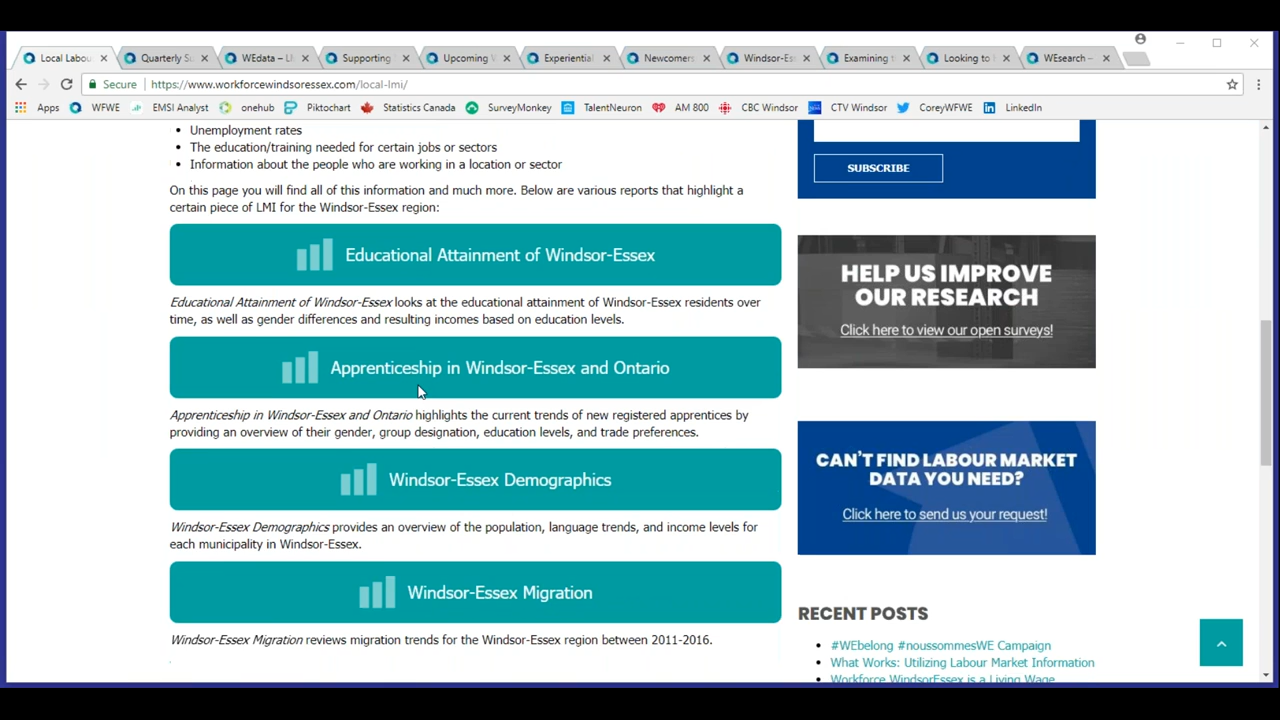 Local Labou
Quarterly Su
WEdata – LI
Supporting
Upcoming W
Experiential
Newcomers
Windsor-Ess
Examining t
Looking to
WEsearch –
Secure https://www.workforcewindsoressex.com/local-lmi/
Apps WFWE EMSI Analyst onehub Piktochart Statistics Canada SurveyMonkey TalentNeuron AM 800 CBC Windsor CTV Windsor CoreyWFWE LinkedIn
• Unemployment rates
• The education/training needed for certain jobs or sectors
• Information about the people who are working in a location or sector
On this page you will find all of this information and much more. Below are various reports that highlight a
certain piece of LMI for the Windsor-Essex region:
Educational Attainment of Windsor-Essex
Educational Attainment of Windsor-Essex looks at the educational attainment of Windsor-Essex residents over
time, as well as gender differences and resulting incomes based on education levels.
Apprenticeship in Windsor-Essex and Ontario
Apprenticeship in Windsor-Essex and Ontario highlights the current trends of new registered apprentices by
providing an overview of their gender, group designation, education levels, and trade preferences.
Windsor-Essex Demographics
Windsor-Essex Demographics provides an overview of the population, language trends, and income levels for
each municipality in Windsor-Essex.
Windsor-Essex Migration
Windsor-Essex Migration reviews migration trends for the Windsor-Essex region between 2011-2016.
SUBSCRIBE
HELP US IMPROVE
OUR RESEARCH
Click here to view our open surveys!
CAN'T FIND LABOUR MARKET
DATA YOU NEED?
Click here to send us your request!
RECENT POSTS
• #WEbelong #noussommesWE Campaign
• What Works: Utilizing Labour Market Information
• Workforce WindsorEssex is a Living Wage